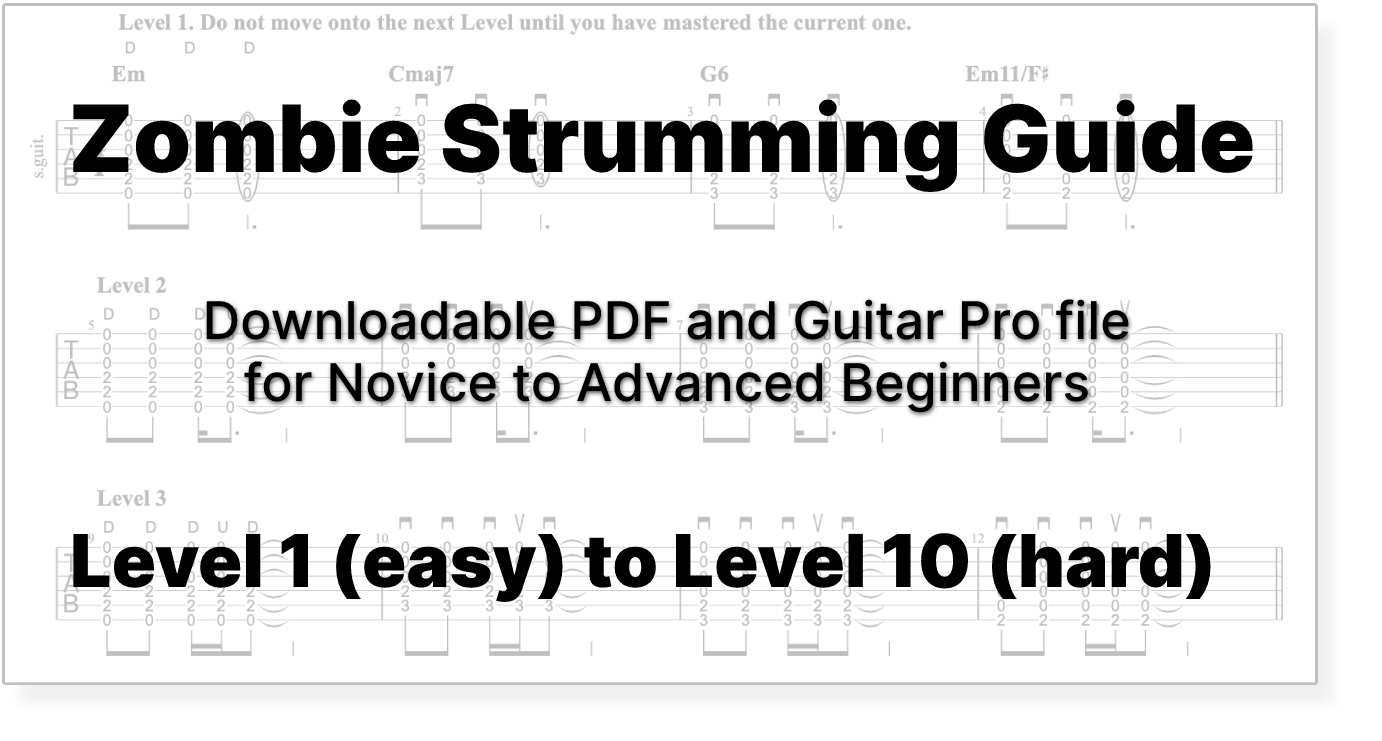 Level 1. Do not move onto the next Level until you have mastered the current one.
D D D
Em Cmaj7 G6 Em11/F♯
Zombie Strumming Guide
s.guit.
Level 2
D D D
Downloadable PDF and Guitar Pro file
for Novice to Advanced Beginners
Level 3
D D D U D
Level 1 (easy) to Level 10 (hard)